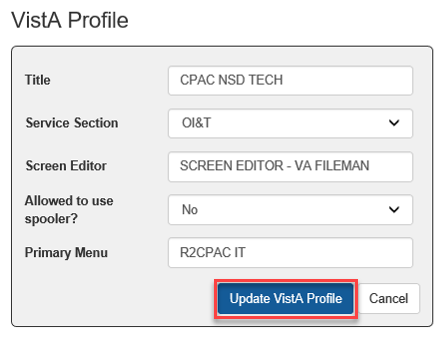 VistA Profile
Title CPAC NSD TECH
Service Section OI&T
Screen Editor SCREEN EDITOR - VA FILEMAN
Allowed to use
spooler? No
Primary Menu R2CPAC IT
Update VistA Profile Cancel